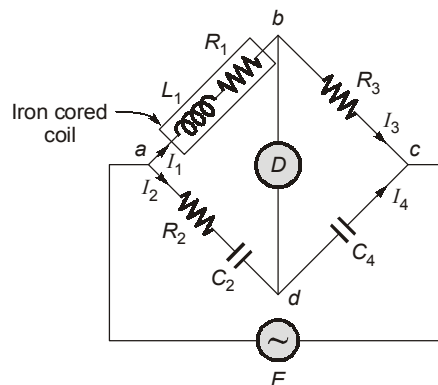 b
R₁
L₁
R₃
Iron cored
coil
I₃
a
c
I₁
D
I₂
I₄
R₂
C₄
C₂
d
~
E